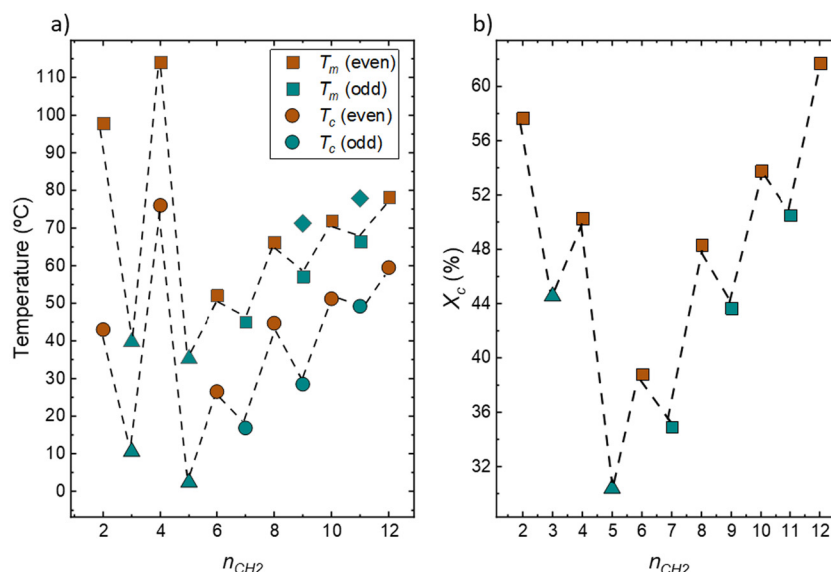 a)
110
100
90
80
70
60
50
40
30
20
10
0
Temperature (ºC)
Tm (even)
Tm (odd)
Tc (even)
Tc (odd)
2 4 6 8 10 12
nCH2
b)
60
56
52
48
44
40
36
32
Xc (%)
2 3 4 5 6 7 8 9 10 11 12
nCH2